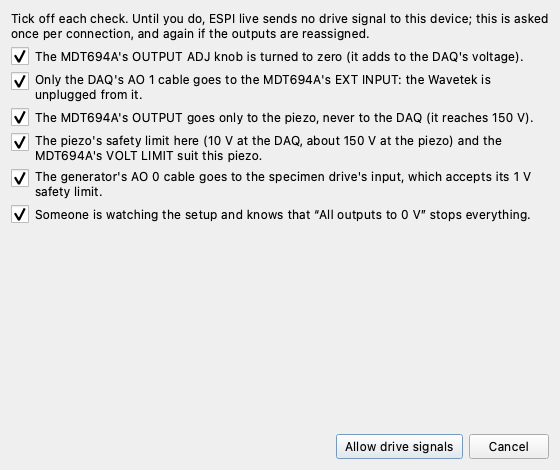 Tick off each check. Until you do, ESPI live sends no drive signal to this device; this is asked
once per connection, and again if the outputs are reassigned.
The MDT694A's OUTPUT ADJ knob is turned to zero (it adds to the DAQ's voltage).
Only the DAQ's AO 1 cable goes to the MDT694A's EXT INPUT: the Wavetek is
unplugged from it.
The MDT694A's OUTPUT goes only to the piezo, never to the DAQ (it reaches 150 V).
The piezo's safety limit here (10 V at the DAQ, about 150 V at the piezo) and the
MDT694A's VOLT LIMIT suit this piezo.
The generator's AO 0 cable goes to the specimen drive's input, which accepts its 1 V
safety limit.
Someone is watching the setup and knows that “All outputs to 0 V” stops everything.
Allow drive signals
Cancel